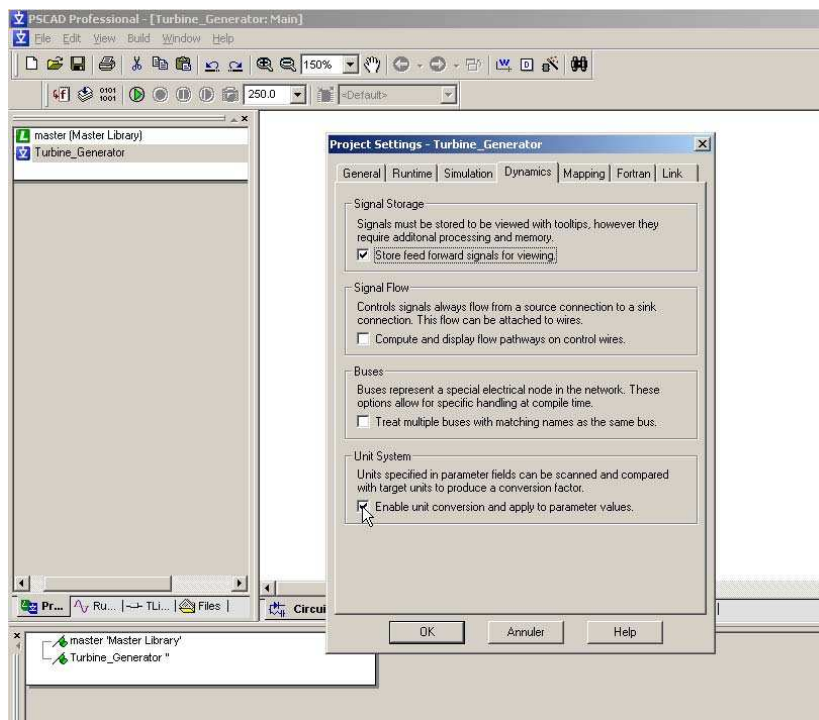 PSCAD Professional - [Turbine_Generator: Main]
File Edit View Build Window Help
150%
250.0 <Default>
master (Master Library)
Turbine_Generator
Project Settings - Turbine_Generator
General Runtime Simulation Dynamics Mapping Fortran Link
Signal Storage
Signals must be stored to be viewed with tooltips, however they
require additonal processing and memory.
Store feed forward signals for viewing.
Signal Flow
Controls signals always flow from a source connection to a sink
connection. This flow can be attached to wires.
Compute and display flow pathways on control wires.
Buses
Buses represent a special electrical node in the network. These
options allow for specific handling at compile time.
Treat multiple buses with matching names as the same bus.
Unit System
Units specified in parameter fields can be scanned and compared
with target units to produce a conversion factor.
Enable unit conversion and apply to parameter values.
Pr... Ru... TLi... Files
Circui
OK Annuler Help
master 'Master Library'
Turbine_Generator ''